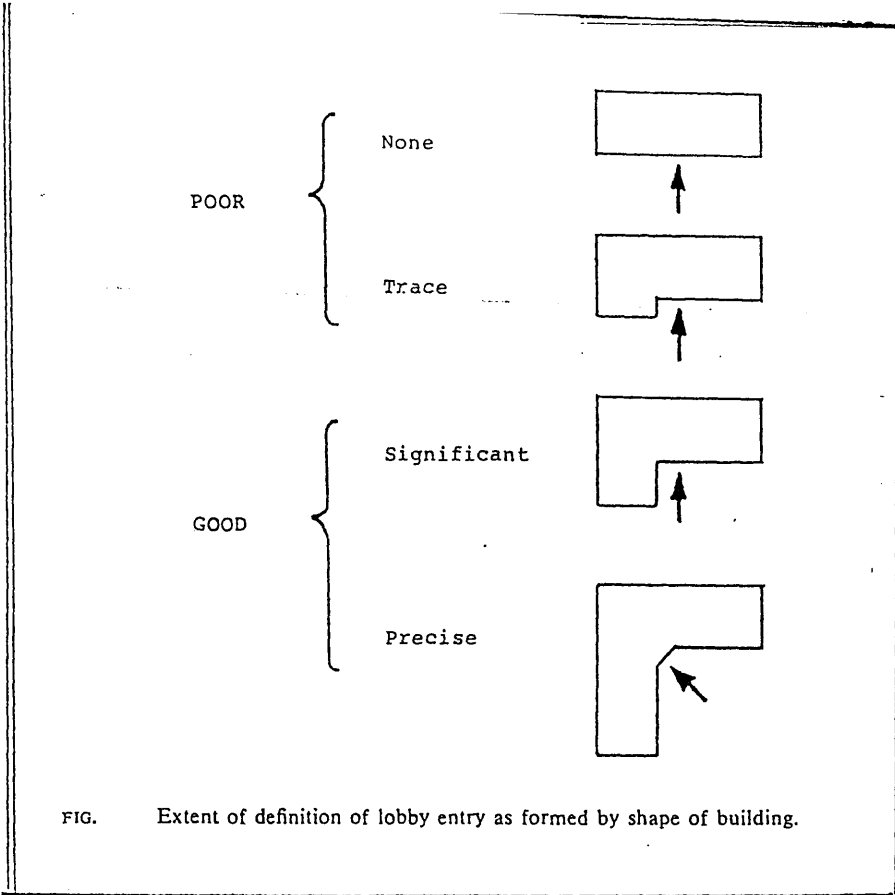 None
POOR
Trace
Significant
GOOD
Precise
FIG. Extent of definition of lobby entry as formed by shape of building.